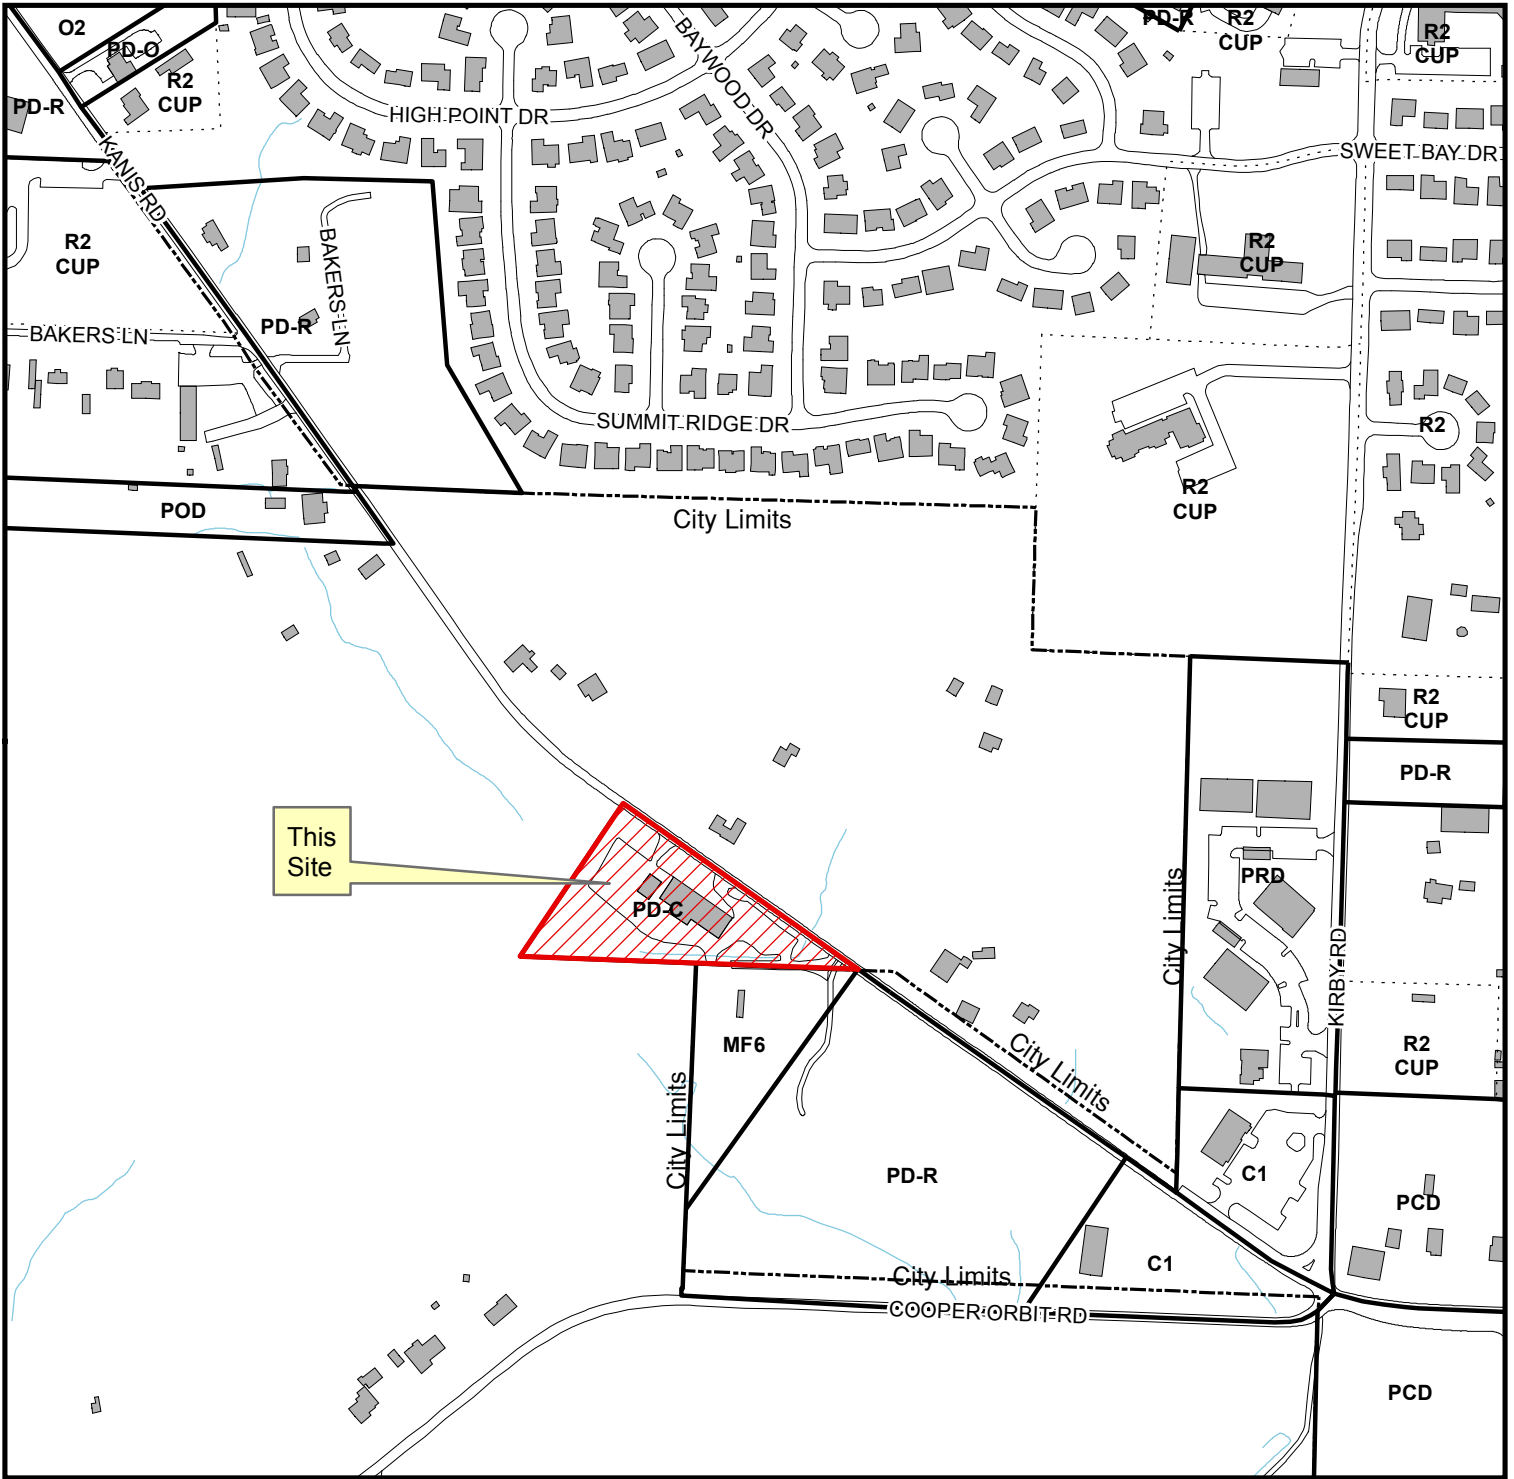 O2
PD-O
R2
CUP
PD-R
KANIS RD
HIGH POINT DR
BAYWOOD DR
PD-R
R2
CUP
R2
CUP
SWEET BAY DR
R2
CUP
BAKERS LN
BAKERS LN
PD-R
R2
CUP
SUMMIT RIDGE DR
R2
R2
CUP
POD
City Limits
R2
CUP
PD-R
This
Site
PD-C
City Limits
PRD
KIRBY RD
MF6
City Limits
R2
CUP
City Limits
PD-R
C1
PCD
C1
City Limits
COOPER ORBIT RD
PCD